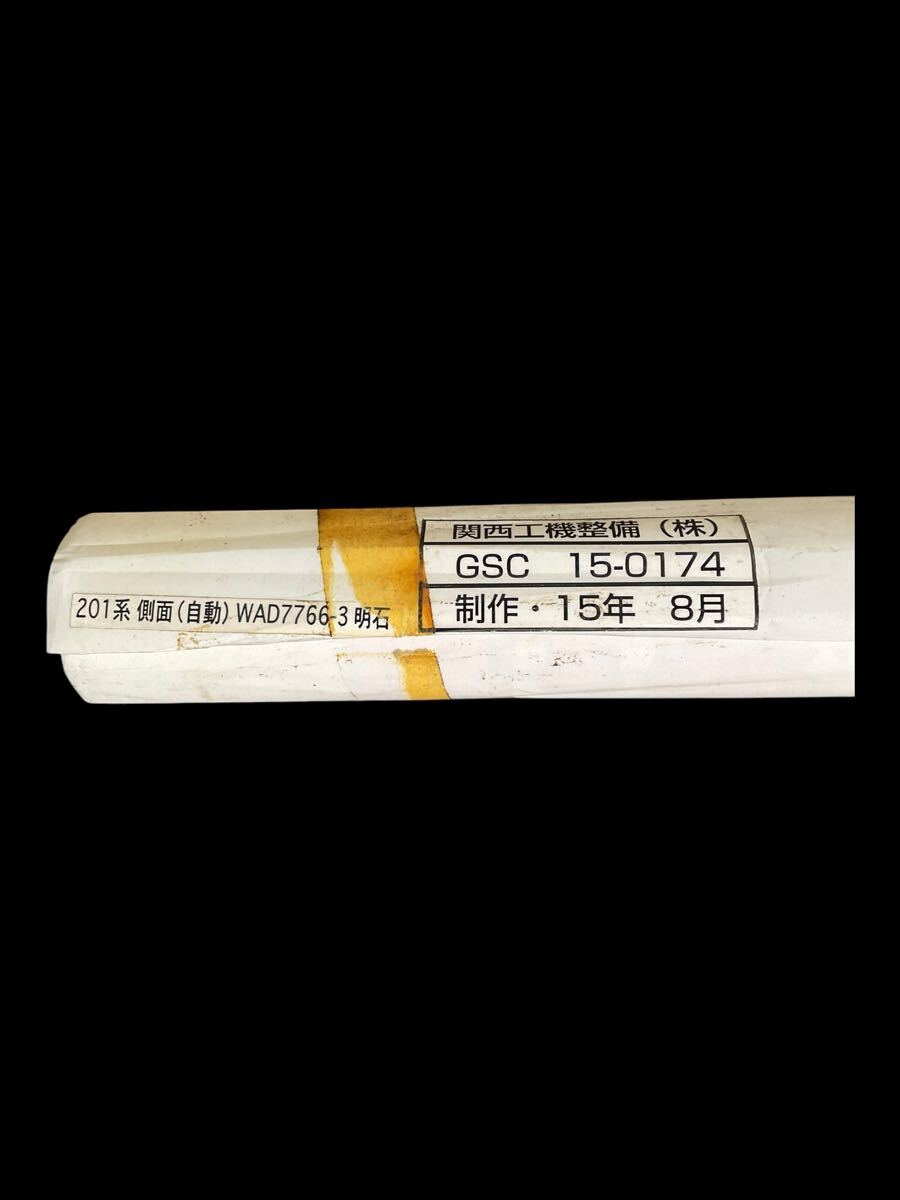 201系 側面(自動) WAD7766-3 明石
関西工機整備(株)
GSC 15-0174
制作・15年 8月